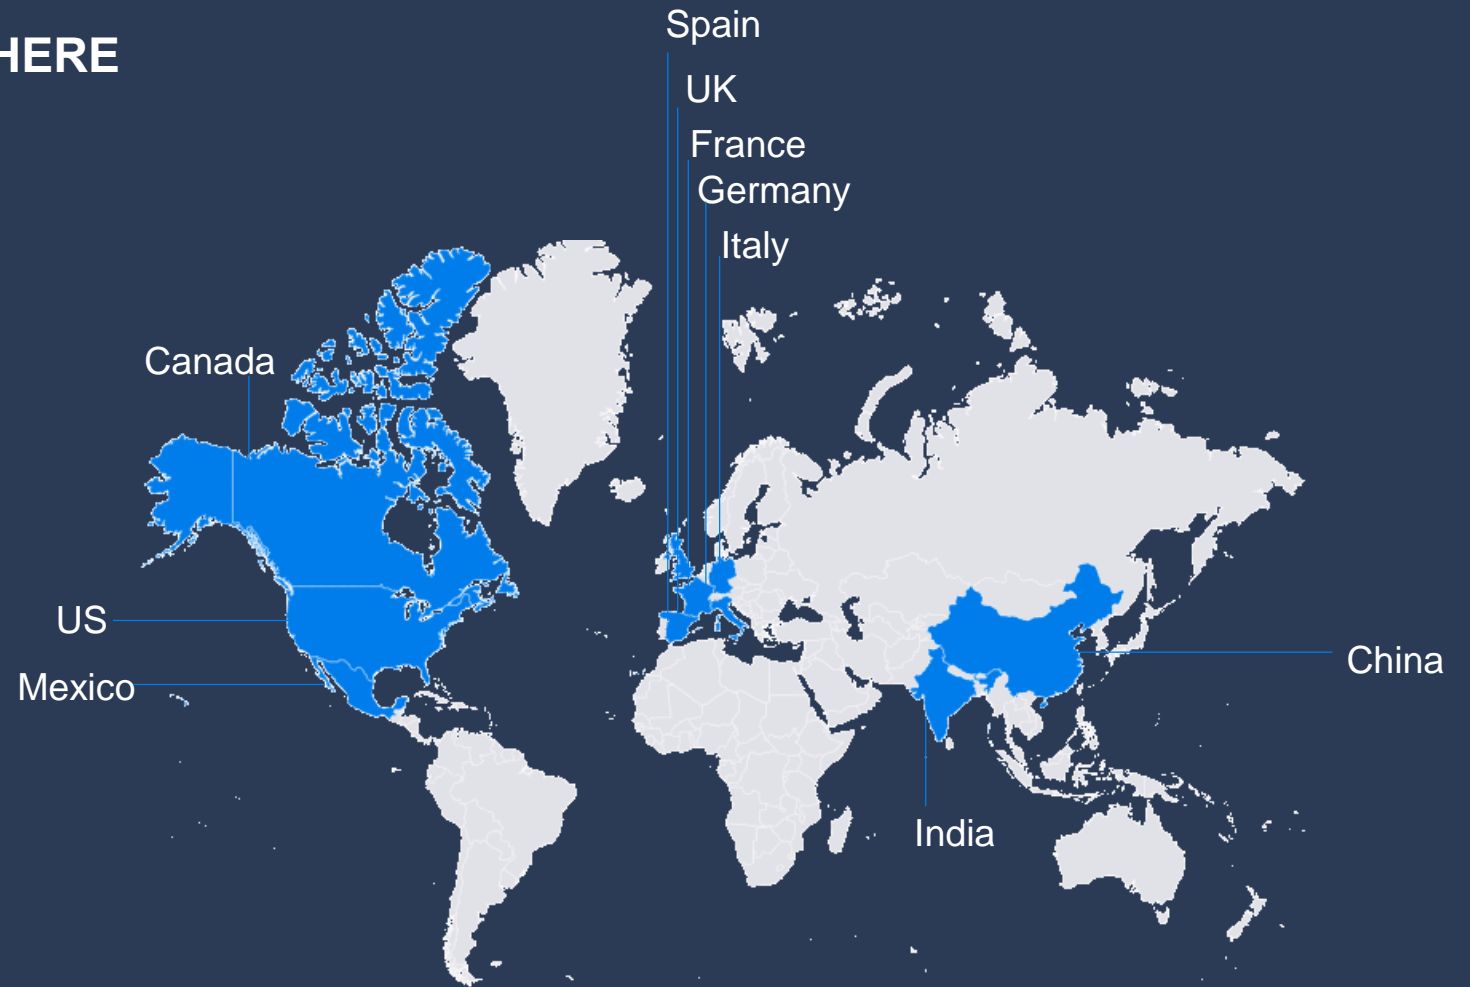 HERE
Spain
UK
France
Germany
Italy
Canada
US
Mexico
China
India